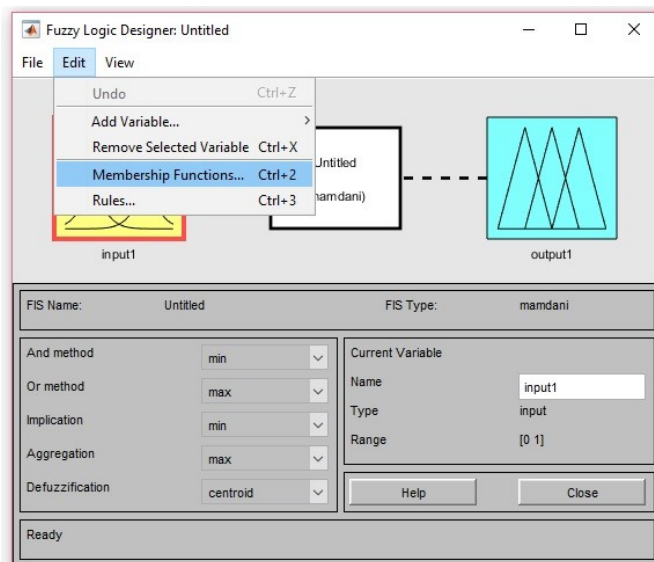 Fuzzy Logic Designer: Untitled
File Edit View
Undo Ctrl+Z
Add Variable...
Remove Selected Variable Ctrl+X
Membership Functions... Ctrl+2
Rules... Ctrl+3
Untitled
mamdani)
input1
output1
FIS Name: Untitled FIS Type: mamdani
And method min
Or method max
Implication min
Aggregation max
Defuzzification centroid
Current Variable
Name input1
Type input
Range [0 1]
Help Close
Ready